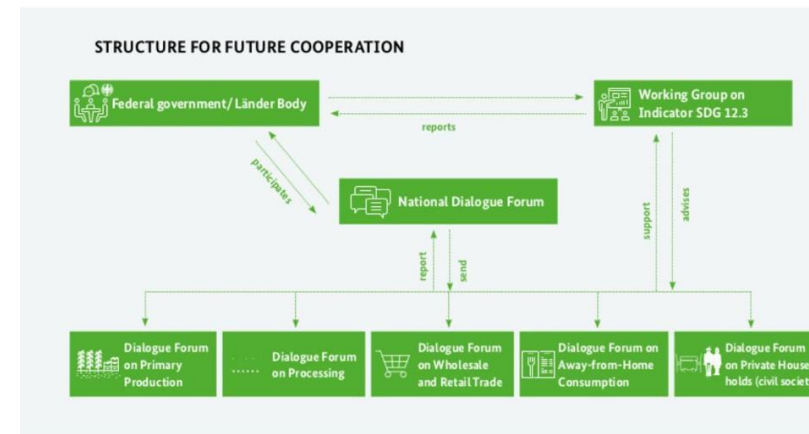 STRUCTURE FOR FUTURE COOPERATION
Federal government/ Länder Body
Working Group on
Indicator SDG 12.3
reports
participates
National Dialogue Forum
report
send
support
advises
Dialogue Forum
on Primary
Production
Dialogue Forum
on Processing
Dialogue Forum
on Wholesale
and Retail Trade
Dialogue Forum on
Away-from-Home
Consumption
Dialogue Forum
on Private House
holds (civil societ